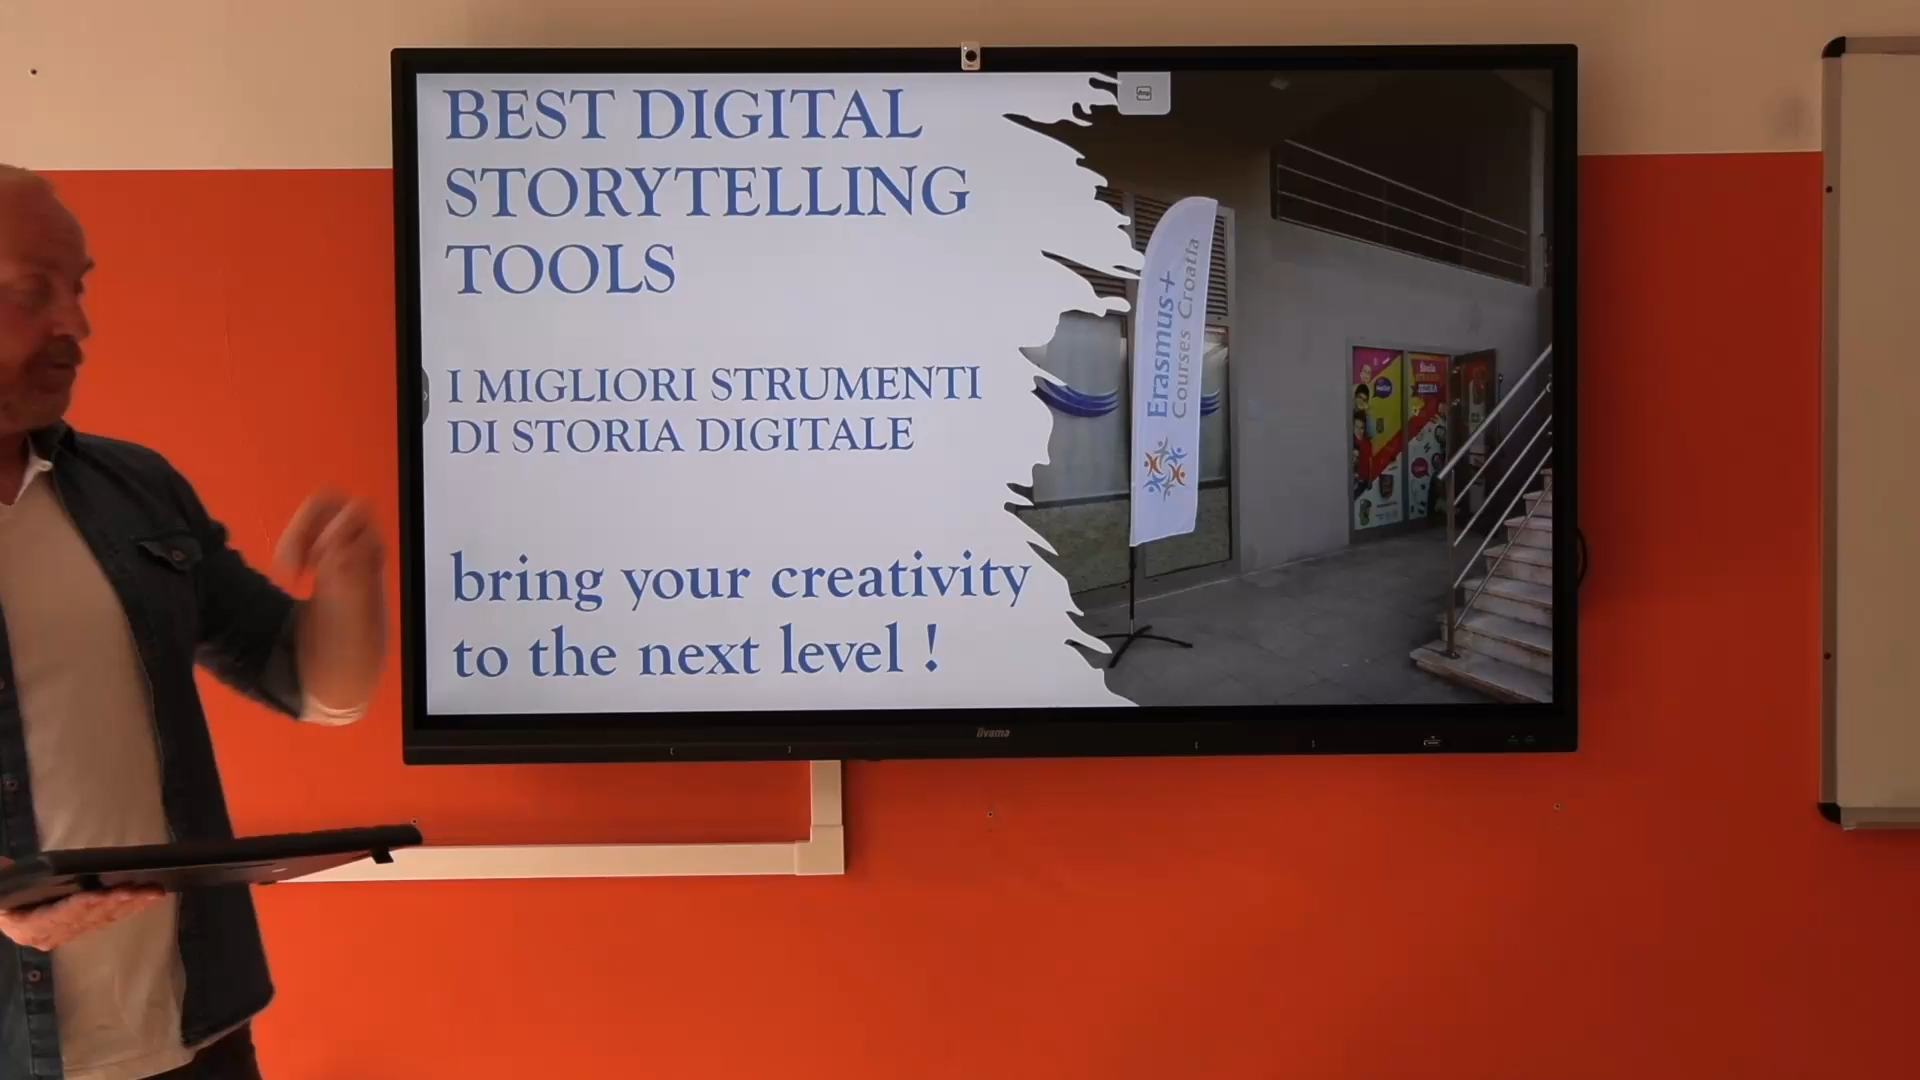 BEST DIGITAL
STORYTELLING
TOOLS
I MIGLIORI STRUMENTI
DI STORIA DIGITALE
bring your creativity
to the next level !
Erasmus+
Courses Croatia
iiyama